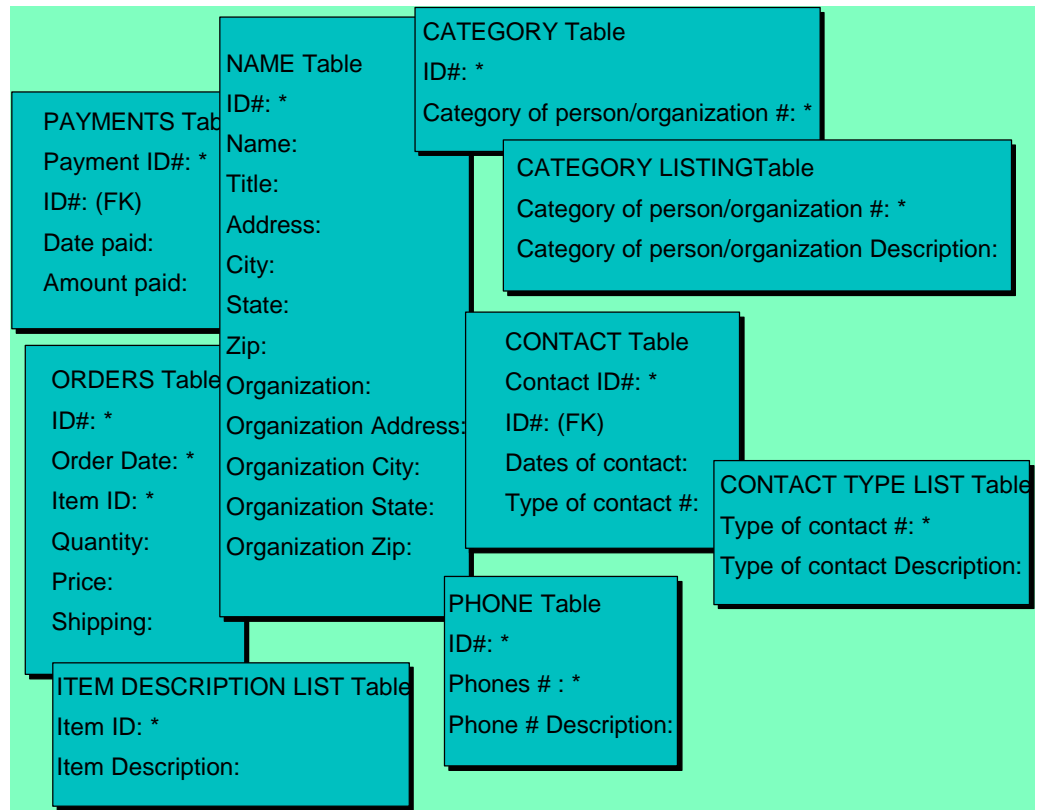 PAYMENTS Tab
Payment ID#: *
ID#: (FK)
Date paid:
Amount paid:
NAME Table
ID#: *
Name:
Title:
Address:
City:
State:
Zip:
Organization:
Organization Address:
Organization City:
Organization State:
Organization Zip:
CATEGORY Table
ID#: *
Category of person/organization #: *
CATEGORY LISTINGTable
Category of person/organization #: *
Category of person/organization Description:
ORDERS Table
ID#: *
Order Date: *
Item ID: *
Quantity:
Price:
Shipping:
CONTACT Table
Contact ID#: *
ID#: (FK)
Dates of contact:
Type of contact #:
CONTACT TYPE LIST Table
Type of contact #: *
Type of contact Description:
PHONE Table
ID#: *
Phones # : *
Phone # Description:
ITEM DESCRIPTION LIST Table
Item ID: *
Item Description: